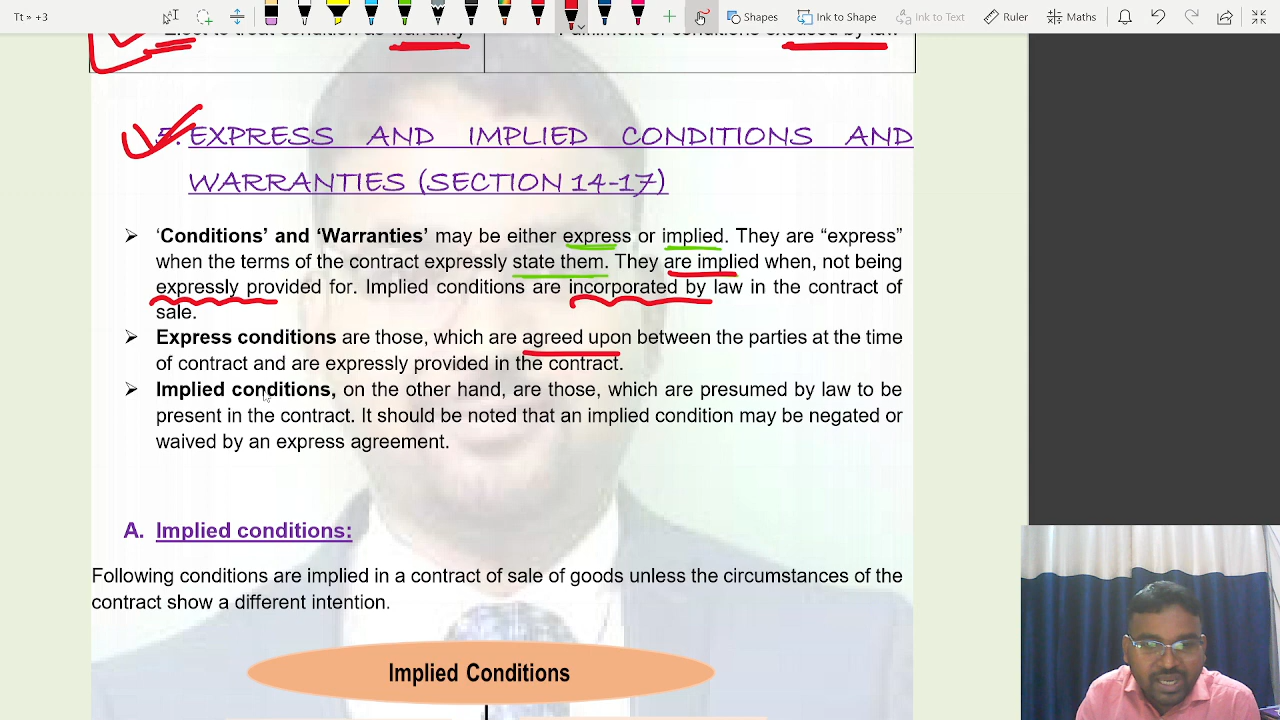 Tt > ×3
Shapes
Ink to Shape
Ink to Text
Ruler
Maths
Elect to treat condition as warranty
Fulfilment of conditions excused by law
5. EXPRESS AND IMPLIED CONDITIONS AND
WARRANTIES (SECTION 14-17)
➢ ‘Conditions’ and ‘Warranties’ may be either express or implied. They are “express”
when the terms of the contract expressly state them. They are implied when, not being
expressly provided for. Implied conditions are incorporated by law in the contract of
sale.
➢ Express conditions are those, which are agreed upon between the parties at the time
of contract and are expressly provided in the contract.
➢ Implied conditions, on the other hand, are those, which are presumed by law to be
present in the contract. It should be noted that an implied condition may be negated or
waived by an express agreement.
A. Implied conditions:
Following conditions are implied in a contract of sale of goods unless the circumstances of the
contract show a different intention.
Implied Conditions